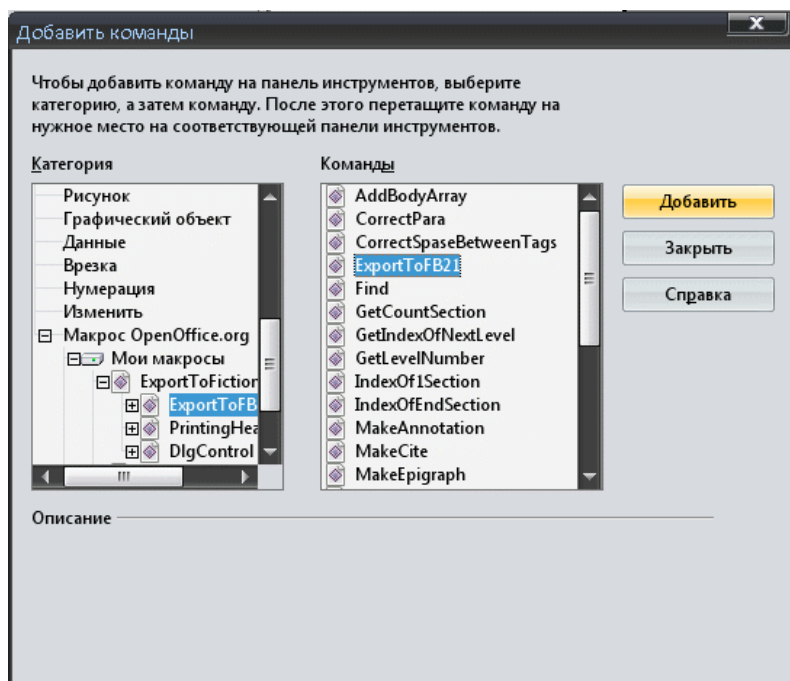 Добавить команды
Чтобы добавить команду на панель инструментов, выберите
категорию, а затем команду. После этого перетащите команду на
нужное место на соответствующей панели инструментов.
Категория
Рисунок
Графический объект
Данные
Врезка
Нумерация
Изменить
Макрос OpenOffice.org
Мои макросы
ExportToFiction
ExportToFB
PrintingHea
DlgControl
Команды
AddBodyArray
CorrectPara
CorrectSpaseBetweenTags
ExportToFB21
Find
GetCountSection
GetIndexOfNextLevel
GetLevelNumber
IndexOf1Section
IndexOfEndSection
MakeAnnotation
MakeCite
MakeEpigraph
Добавить
Закрыть
Справка
Описание